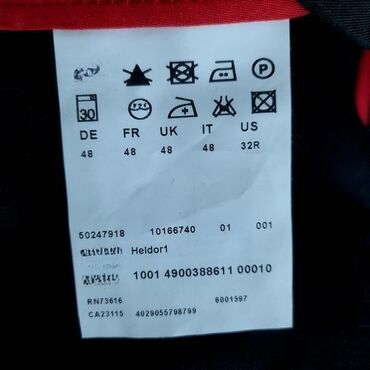 P
30
DE FR UK IT US
48 48 48 48 32R
50247918 10166740 01 001
Heldor1
1001 4900388611 00010
RN73616 6001597
CA23115 4029055798799